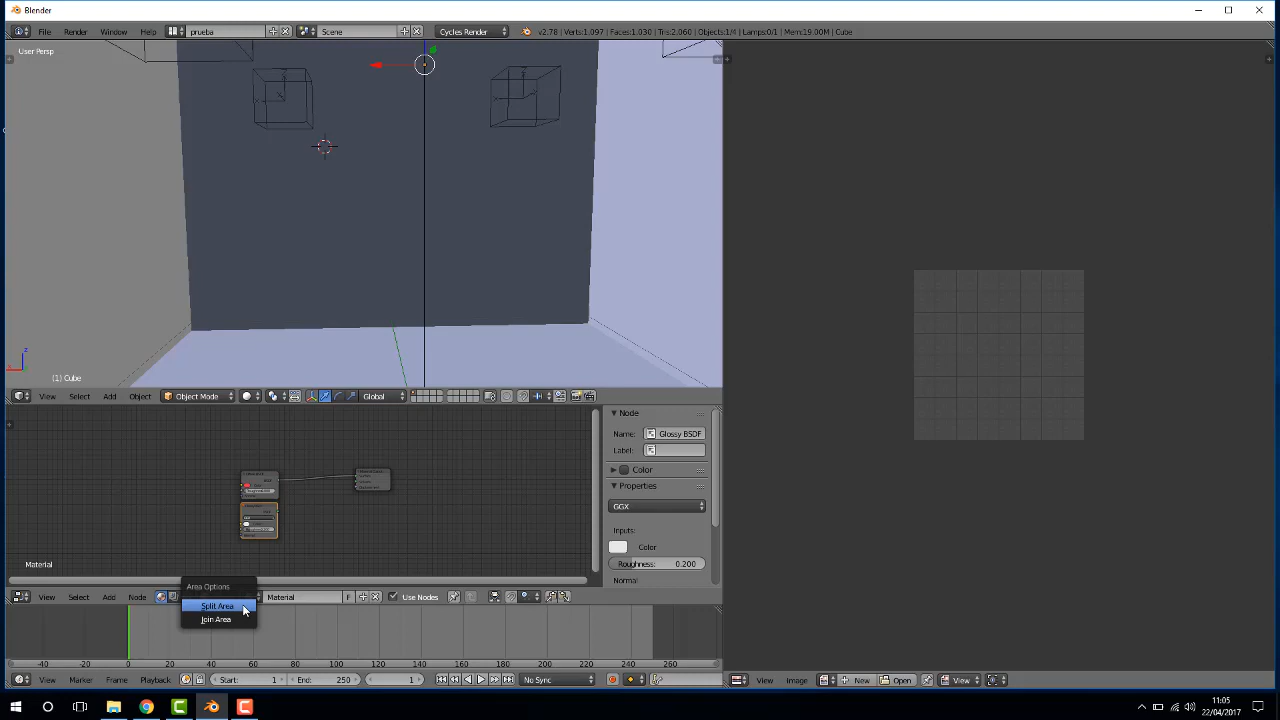 Blender
File Render Window Help prueba Scene Cycles Render v2.78 | Verts:1.097 | Faces:1.030 | Tris:2.060 | Objects:1/4 | Lamps:0/1 | Mem:19.00M | Cube
User Persp
z
x
(1) Cube
View Select Add Object Object Mode Global
Node
Name: Glossy BSDF
Label:
Color
Properties
GGX
Inputs:
Color
Roughness: 0.200
Normal:
Material
Area Options
View Select Add Node Material F Use Nodes
Split Area
Join Area
-40 -20 0 20 40 60 80 100 120 140 160 180 200 220 240 260
View Marker Frame Playback Start: 1 End: 250 1 No Sync
View Image New Open View
11:05
22/04/2017